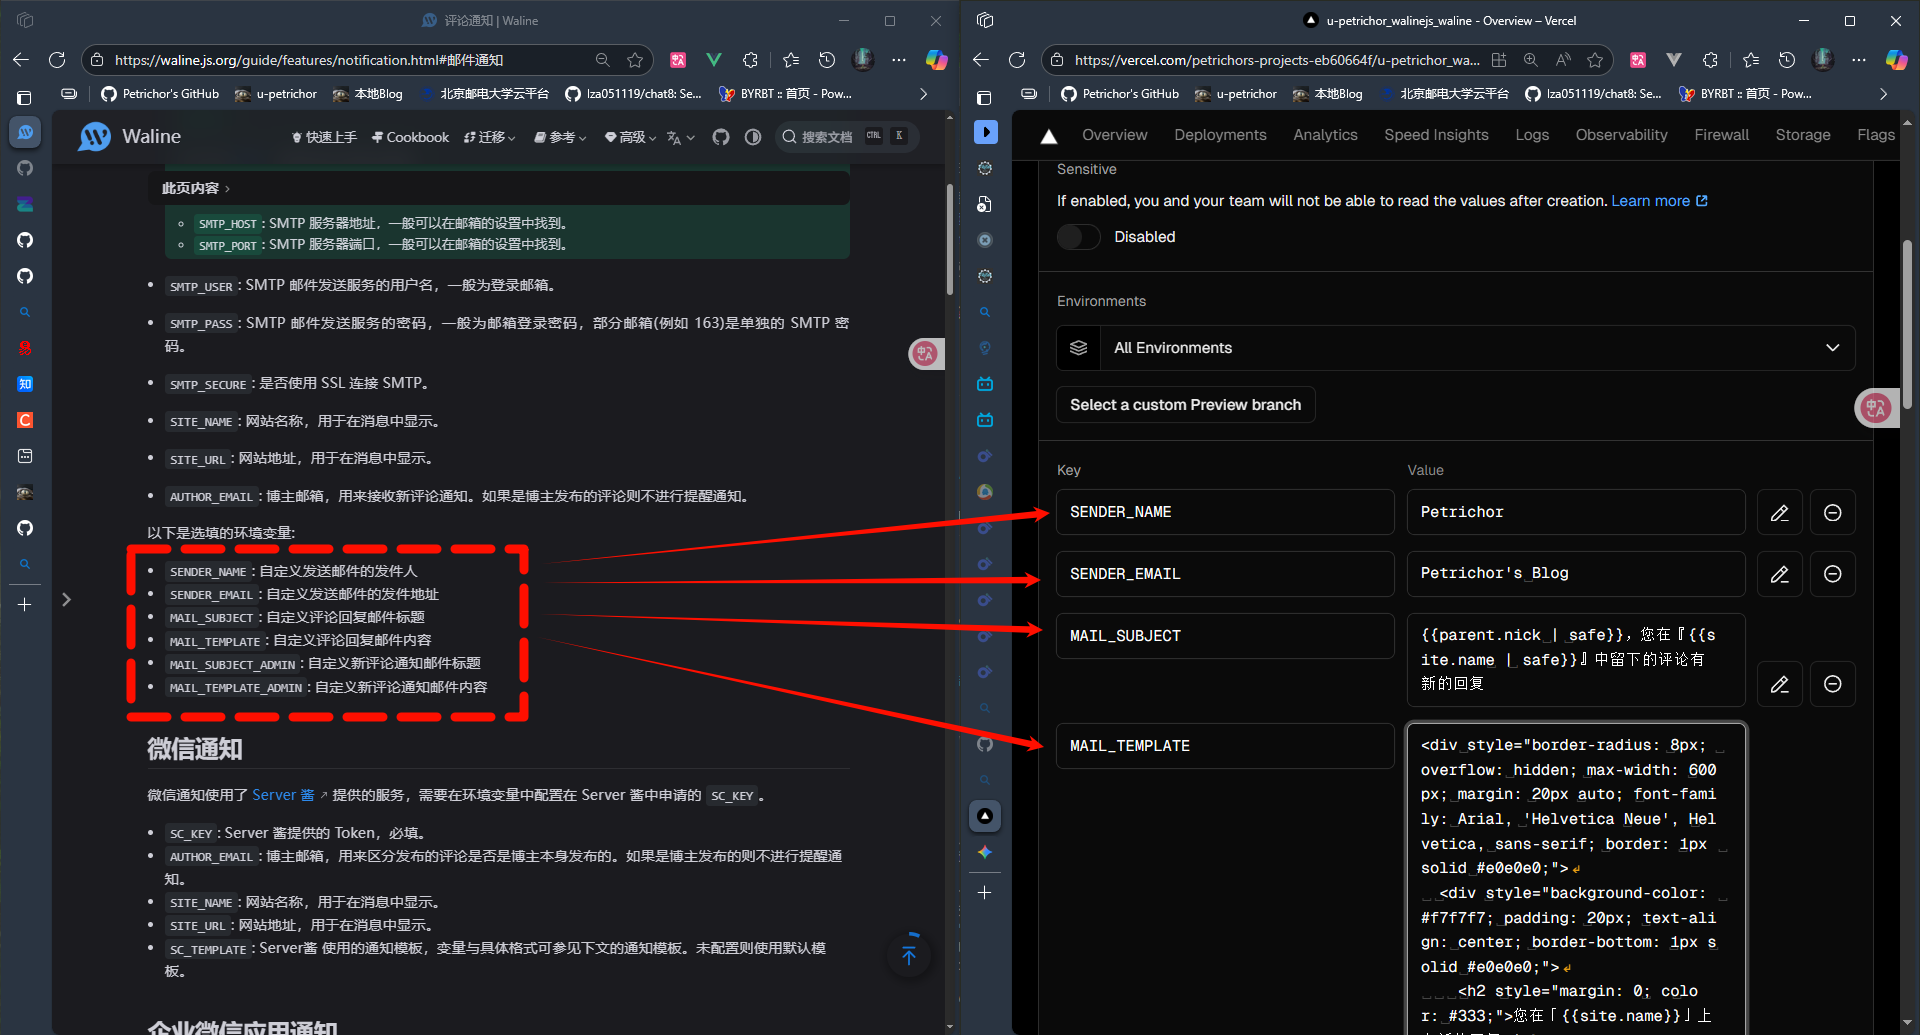 评论通知 | Waline
https://waline.js.org/guide/features/notification.html#邮件通知
Petrichor's GitHub
u-petrichor
本地Blog
北京邮电大学云平台
lza051119/chat8: Se...
BYRBT :: 首页 - Pow...
Waline
快速上手
Cookbook
迁移
参考
高级
搜索文档
CTRL
K
此页内容
SMTP_HOST: SMTP 服务器地址，一般可以在邮箱的设置中找到。
SMTP_PORT: SMTP 服务器端口，一般可以在邮箱的设置中找到。
SMTP_USER: SMTP 邮件发送服务的用户名，一般为登录邮箱。
SMTP_PASS: SMTP 邮件发送服务的密码，一般为邮箱登录密码，部分邮箱(例如 163)是单独的 SMTP 密
码。
SMTP_SECURE: 是否使用 SSL 连接 SMTP。
SITE_NAME: 网站名称，用于在消息中显示。
SITE_URL: 网站地址，用于在消息中显示。
AUTHOR_EMAIL: 博主邮箱，用来接收新评论通知。如果是博主发布的评论则不进行提醒通知。
以下是选填的环境变量:
SENDER_NAME: 自定义发送邮件的发件人
SENDER_EMAIL: 自定义发送邮件的发件地址
MAIL_SUBJECT: 自定义评论回复邮件标题
MAIL_TEMPLATE: 自定义评论回复邮件内容
MAIL_SUBJECT_ADMIN: 自定义新评论通知邮件标题
MAIL_TEMPLATE_ADMIN: 自定义新评论通知邮件内容
微信通知
微信通知使用了 Server 酱 提供的服务，需要在环境变量中配置在 Server 酱中申请的 SC_KEY。
SC_KEY: Server 酱提供的 Token，必填。
AUTHOR_EMAIL: 博主邮箱，用来区分发布的评论是否是博主本身发布的。如果是博主发布的则不进行提醒通
知。
SITE_NAME: 网站名称，用于在消息中显示。
SITE_URL: 网站地址，用于在消息中显示。
SC_TEMPLATE: Server酱 使用的通知模板，变量与具体格式可参见下文的通知模板。未配置则使用默认模
板。
企业微信应用通知
u-petrichor_walinejs_waline - Overview – Vercel
https://vercel.com/petrichors-projects-eb60664f/u-petrichor_wa...
Petrichor's GitHub
u-petrichor
本地Blog
北京邮电大学云平台
lza051119/chat8: Se...
BYRBT :: 首页 - Pow...
Overview
Deployments
Analytics
Speed Insights
Logs
Observability
Firewall
Storage
Flags
Sensitive
If enabled, you and your team will not be able to read the values after creation. Learn more
Disabled
Environments
All Environments
Select a custom Preview branch
Key
Value
SENDER_NAME
Petrichor
SENDER_EMAIL
Petrichor's Blog
MAIL_SUBJECT
{{parent.nick | safe}}，您在『{{s
ite.name | safe}}』中留下的评论有
新的回复
MAIL_TEMPLATE
<div style="border-radius: 8px;
overflow: hidden; max-width: 600
px; margin: 20px auto; font-fami
ly: Arial, 'Helvetica Neue', Hel
vetica, sans-serif; border: 1px
solid #e0e0e0;">
<div style="background-color:
#f7f7f7; padding: 20px; text-ali
gn: center; border-bottom: 1px s
olid #e0e0e0;">
<h2 style="margin: 0; colo
r: #333;">您在「{{site.name}}」上